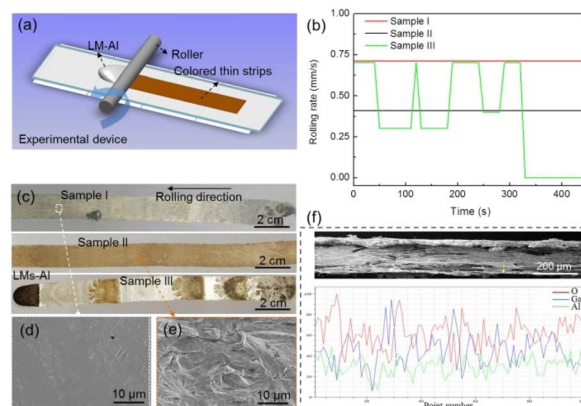 (a)
LM-Al
Roller
Colored thin strips
Experimental device
(b)
Sample I
Sample II
Sample III
Rolling rate (mm/s)
1.00
0.75
0.50
0.25
0.00
0 100 200 300 400
Time (s)
(c)
Sample I
Rolling direction
2 cm
Sample II
2 cm
LMs-Al
Sample III
2 cm
(d)
10 μm
(e)
10 μm
(f)
200 μm
O
Ga
Al
Point number